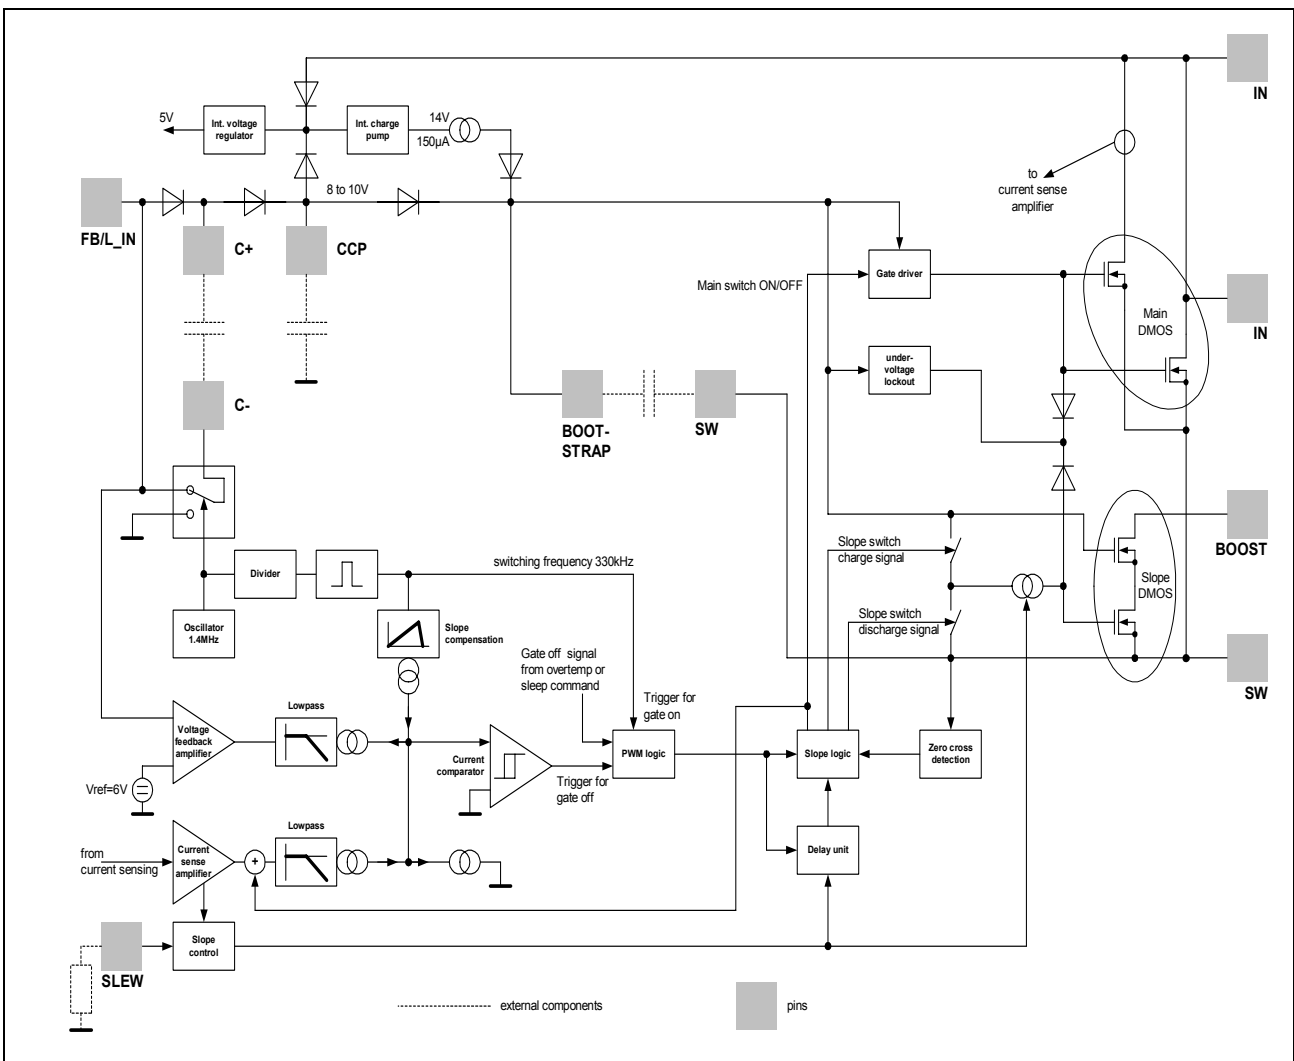 IN
5V
Int. voltage
regulator
Int. charge
pump
14V
150µA
to
current sense
amplifier
8 to 10V
FB/L_IN
C+
CCP
Main switch ON/OFF
Gate driver
Main
DMOS
IN
under-
voltage
lockout
C-
BOOT-
STRAP
SW
BOOST
Slope switch
charge signal
switching frequency 330kHz
Divider
Slope
DMOS
Oscillator
1.4MHz
Slope
compensation
Slope switch
discharge signal
Gate off signal
from overtemp or
sleep command
SW
Trigger for
gate on
Lowpass
Voltage
feedback
amplifier
Current
comparator
PWM logic
Slope logic
Zero cross
detection
Vref=6V
Trigger for
gate off
Lowpass
from
current sensing
Current
sense
amplifier
+
Delay unit
Slope
control
SLEW
external components
pins